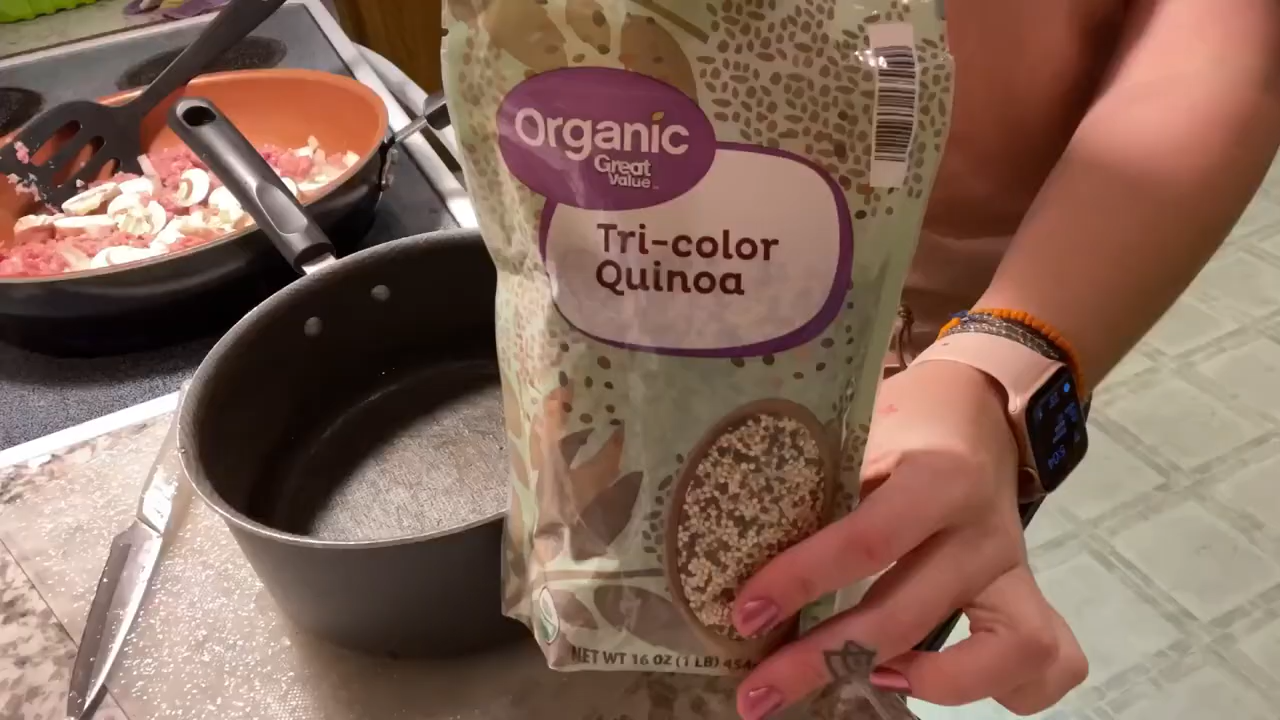 Organic
Great
Value
Tri-color
Quinoa
NET WT 16 OZ (1 LB) 454